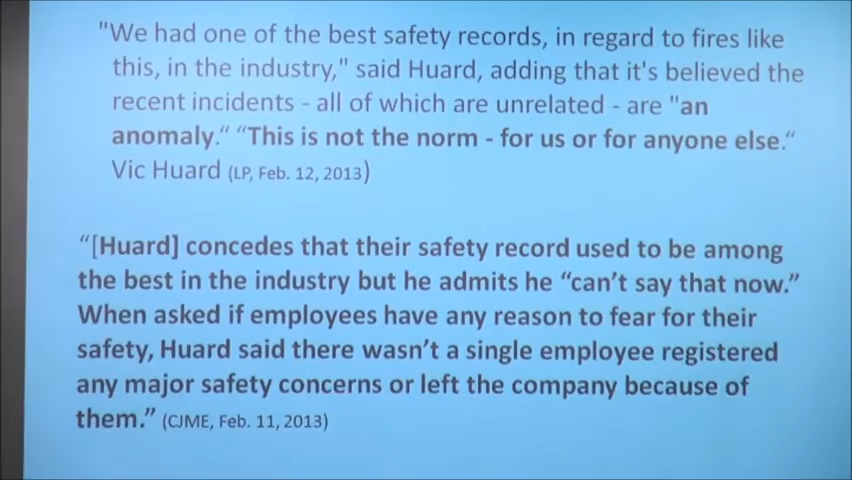 "We had one of the best safety records, in regard to fires like
this, in the industry," said Huard, adding that it's believed the
recent incidents - all of which are unrelated - are "an
anomaly.“ “This is not the norm - for us or for anyone else.“
Vic Huard (LP, Feb. 12, 2013)
“[Huard] concedes that their safety record used to be among
the best in the industry but he admits he “can’t say that now.”
When asked if employees have any reason to fear for their
safety, Huard said there wasn’t a single employee registered
any major safety concerns or left the company because of
them.” (CJME, Feb. 11, 2013)